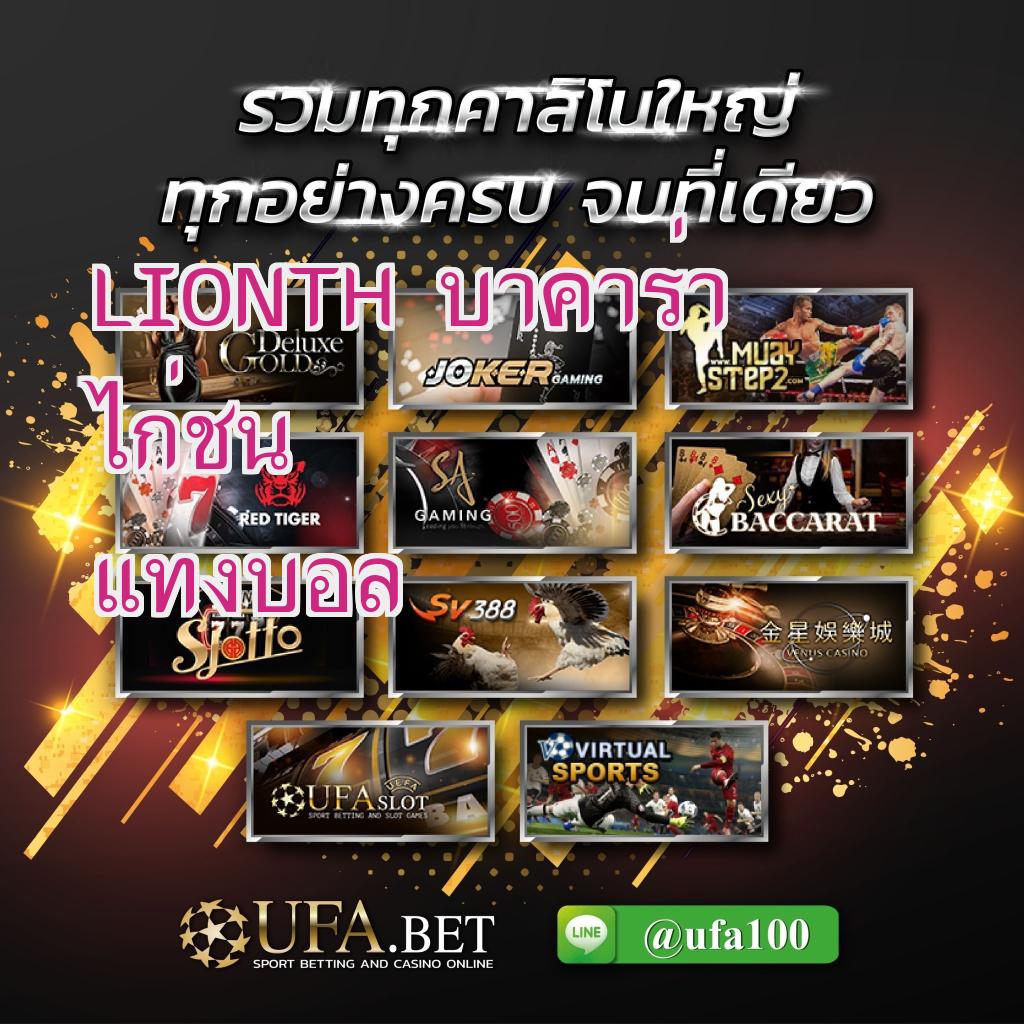 รวมทุกคาสิโนใหญ่
ทุกอย่างครบ จบที่เดียว
LIONTH บาคาร่า
Deluxe
GOLD
JOKER GAMING
WWW.MUAY
STEP2.COM
ไก่ชน
7
RED TIGER
SA
GAMING
Sexy
BACCARAT
แทงบอล
Slotto
SV388
金星娛樂城
VENUS CASINO
UEFA
UFA SLOT
SPORT BETTING AND SLOT GAMES
VIRTUAL
SPORTS
UFA.BET
SPORT BETTING AND CASINO ONLINE
LINE
@ufa100